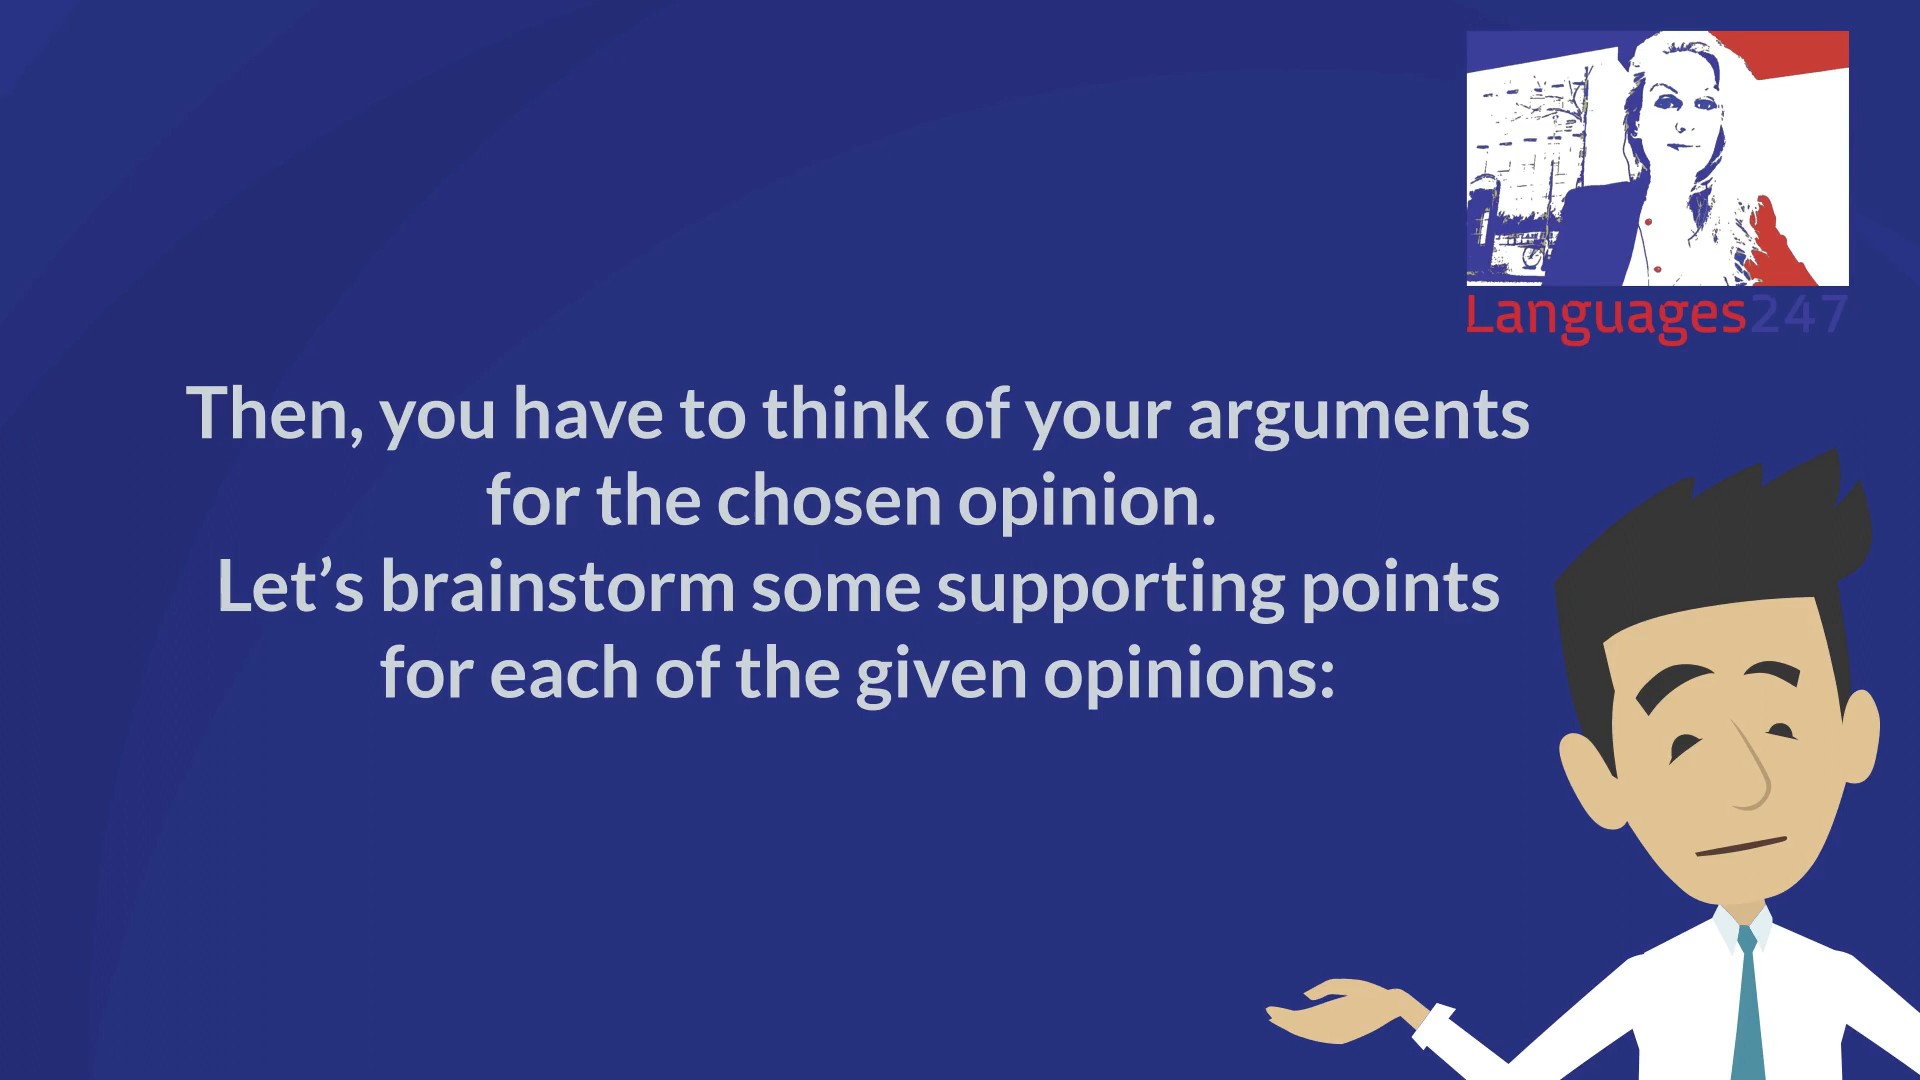 Languages247
Then, you have to think of your arguments
for the chosen opinion.
Let’s brainstorm some supporting points
for each of the given opinions: